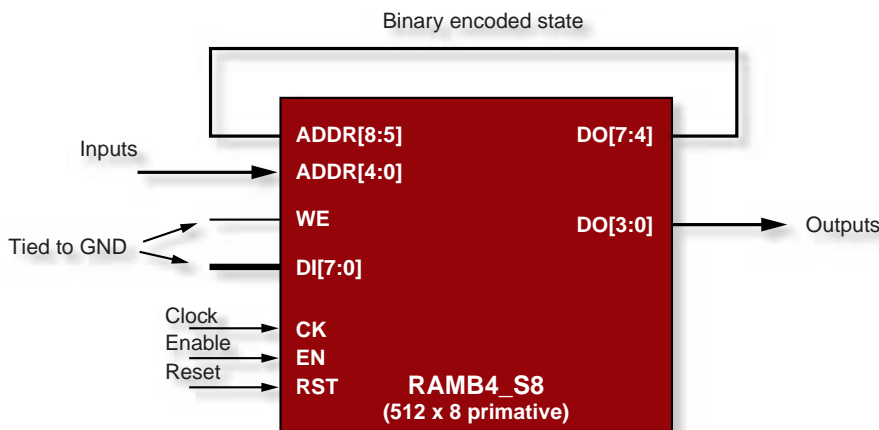 Binary encoded state
ADDR[8:5]
DO[7:4]
Inputs
ADDR[4:0]
WE
DO[3:0]
Outputs
Tied to GND
DI[7:0]
Clock
CK
Enable
EN
Reset
RST
RAMB4_S8
(512 x 8 primative)